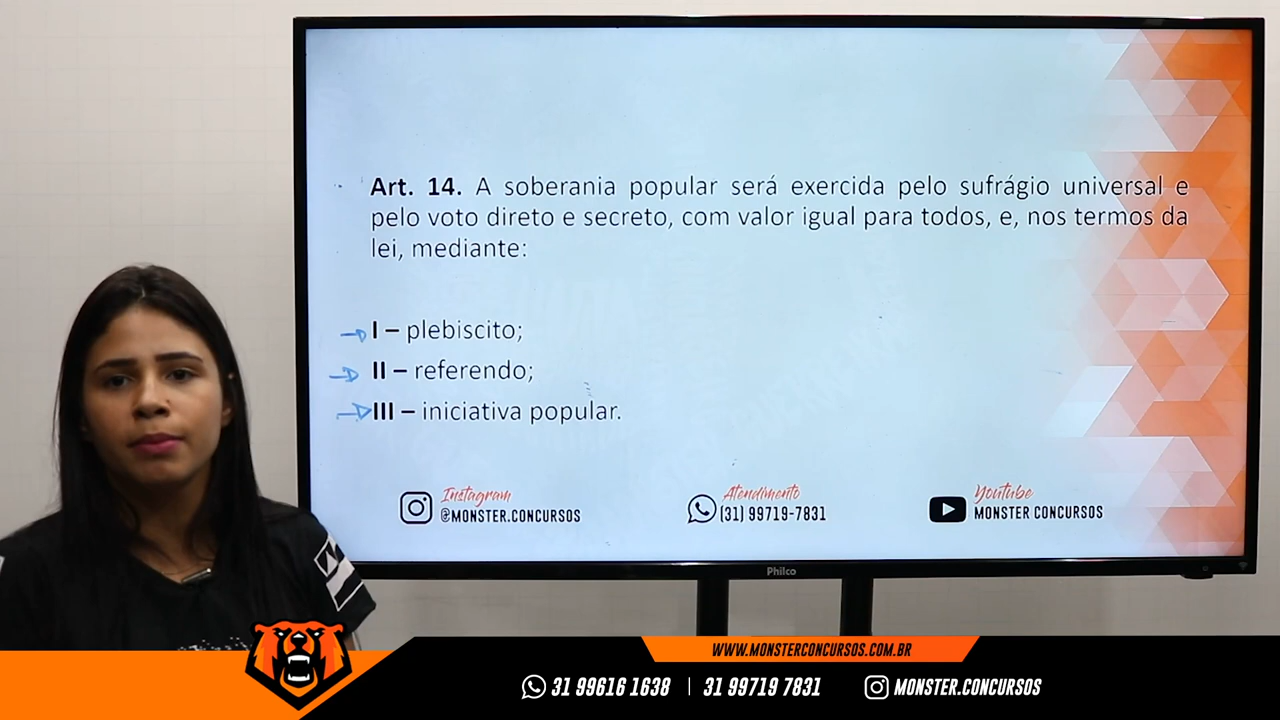 Art. 14. A soberania popular será exercida pelo sufrágio universal e
pelo voto direto e secreto, com valor igual para todos, e, nos termos da
lei, mediante:
I – plebiscito;
II – referendo;
III – iniciativa popular.
Instagram
@MONSTER.CONCURSOS
Atendimento
(31) 99719-7831
Youtube
MONSTER CONCURSOS
Philco
WWW.MONSTERCONCURSOS.COM.BR
31 99616 1638 | 31 99719 7831 MONSTER.CONCURSOS